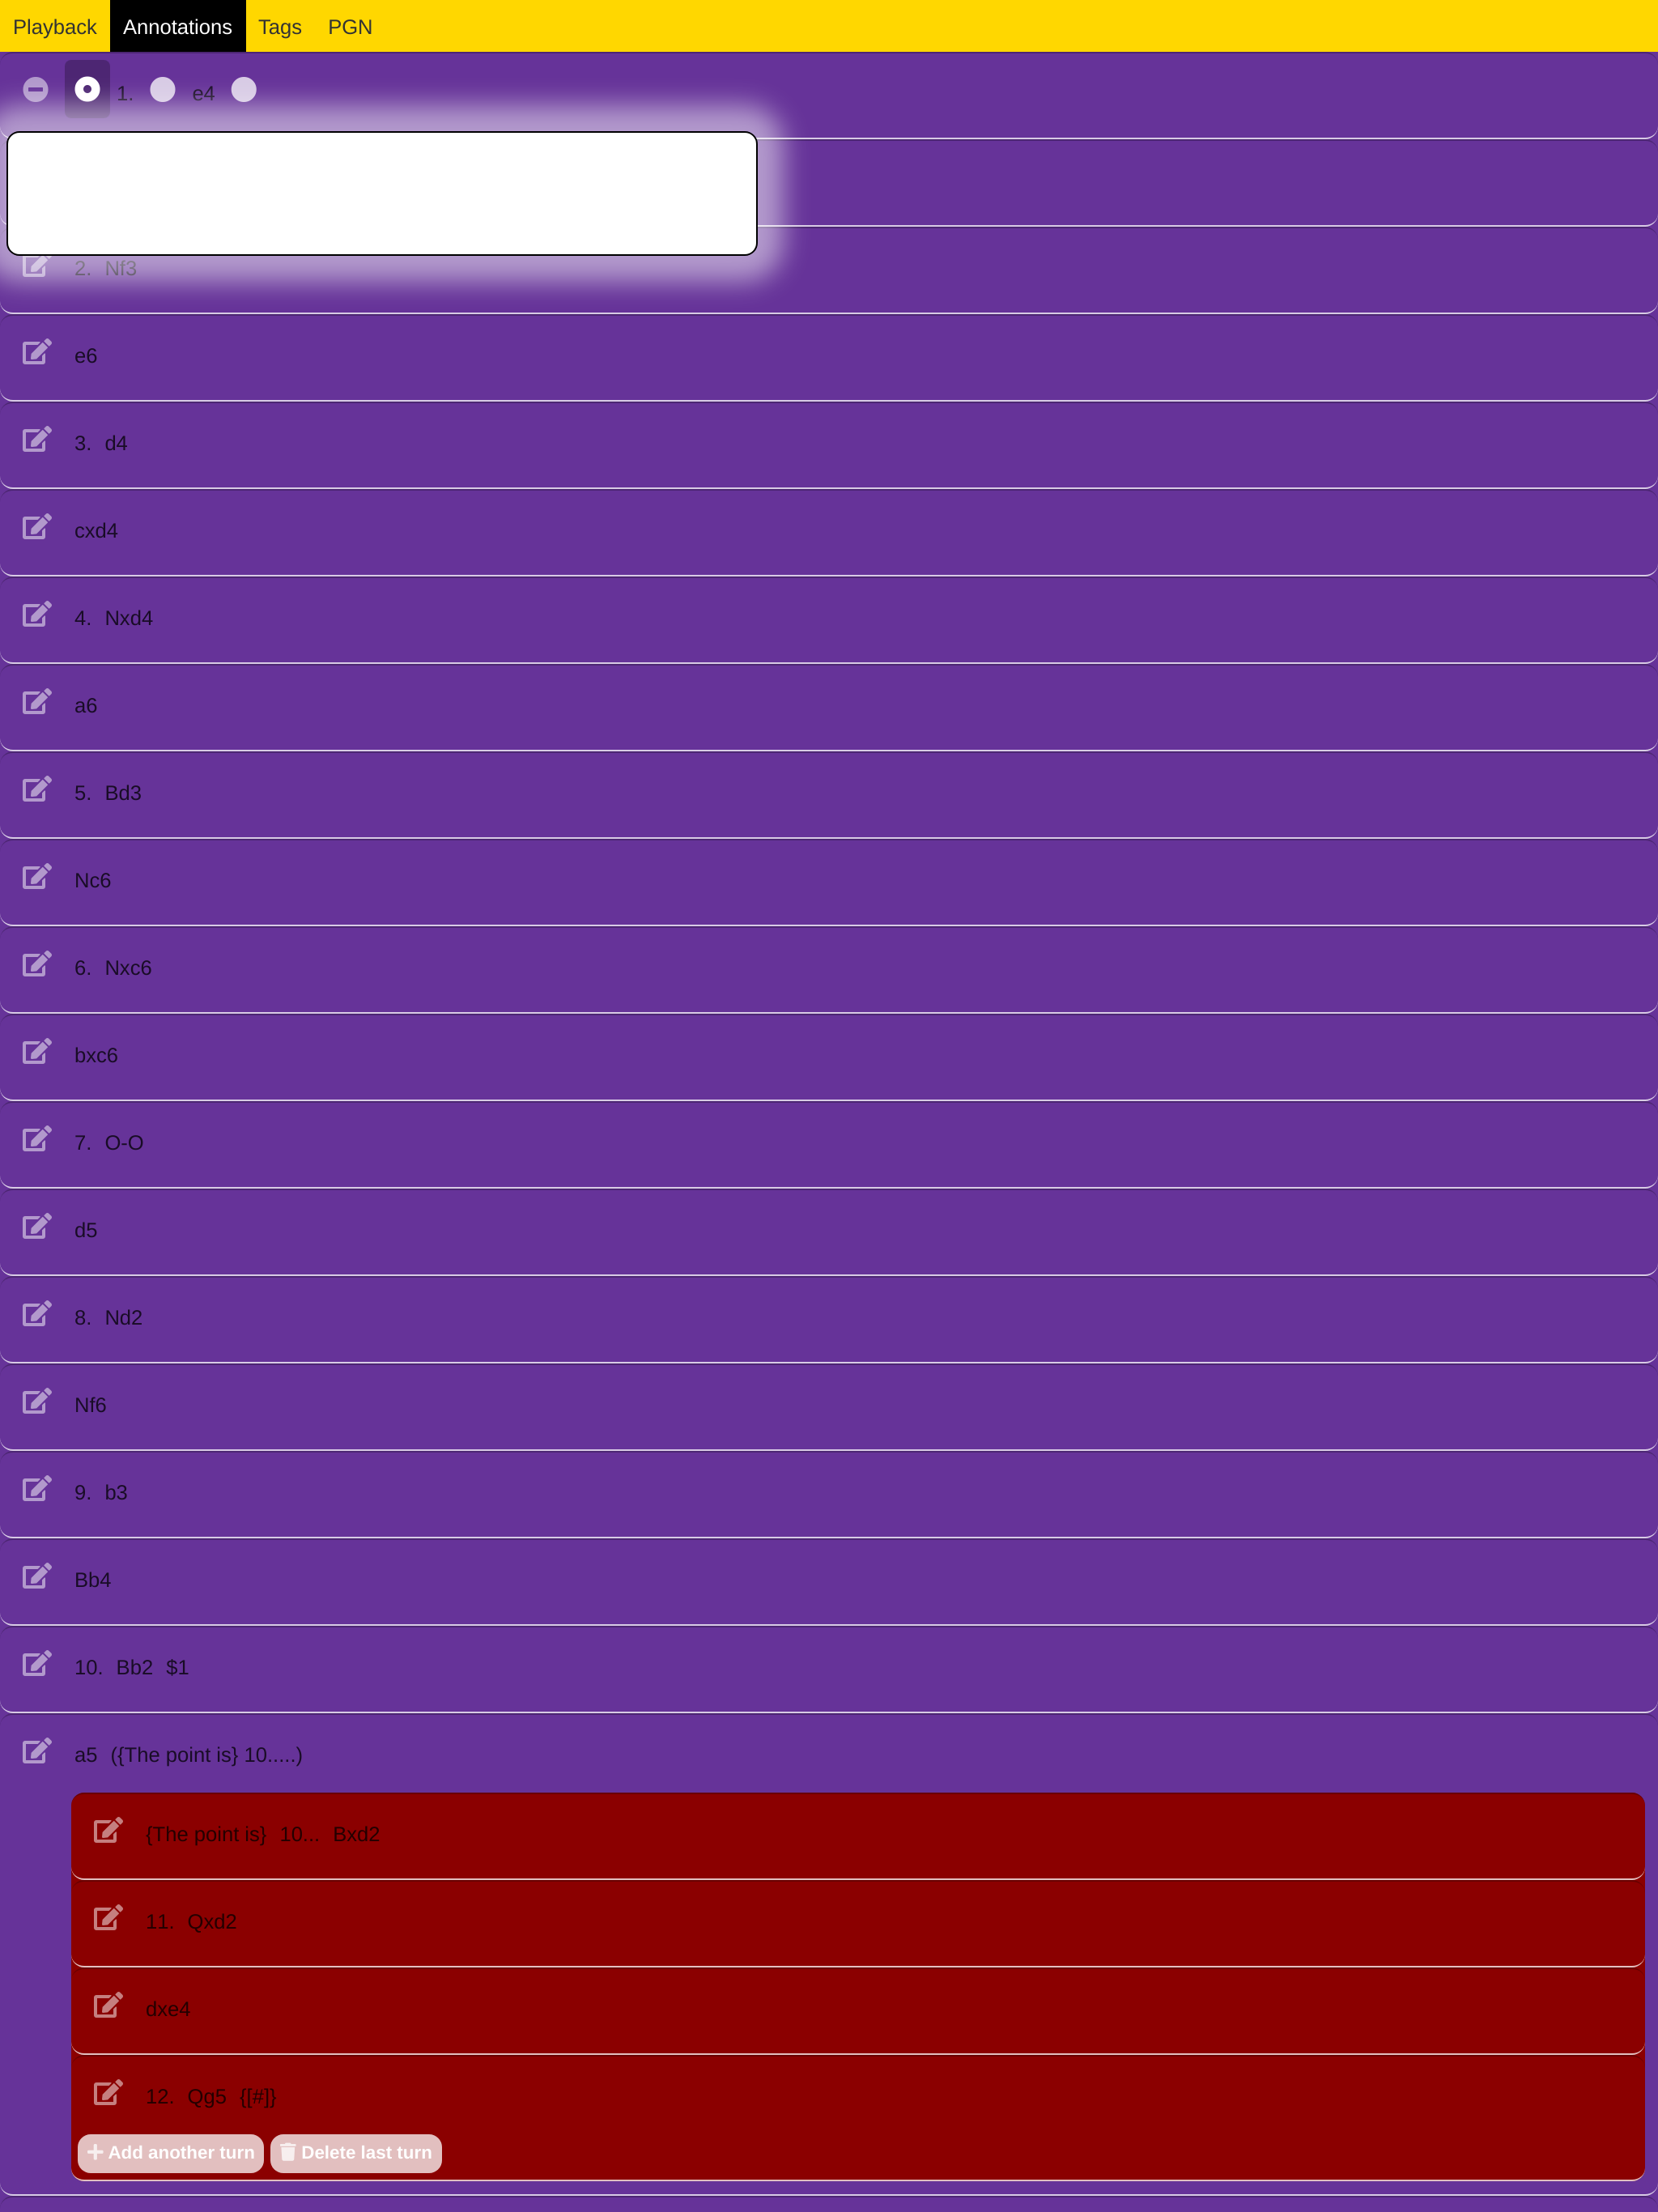 Playback Annotations Tags PGN
1. e4
2. Nf3
e6
3. d4
cxd4
4. Nxd4
a6
5. Bd3
Nc6
6. Nxc6
bxc6
7. O-O
d5
8. Nd2
Nf6
9. b3
Bb4
10. Bb2 $1
a5 ({The point is} 10.....)
{The point is} 10... Bxd2
11. Qxd2
dxe4
12. Qg5 {[#]}
Add another turn Delete last turn